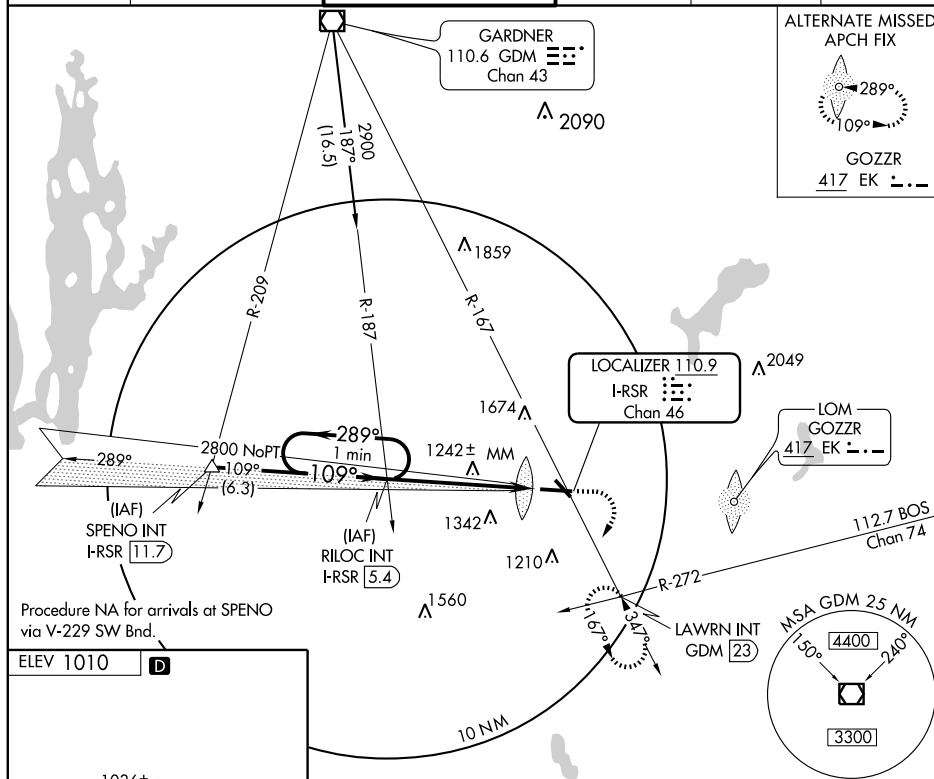 GARDNER
110.6 GDM
Chan 43
ALTERNATE MISSED
APCH FIX
289°
109°
GOZZR
417 EK
2090
2900
187°
(16.5)
1859
R-209
R-187
R-167
LOCALIZER 110.9
I-RSR
Chan 46
2049
1674
LOM
GOZZR
417 EK
289°
2800 NoPT
109°
(6.3)
289°
1 min
109°
1242± MM
1342
1210
(IAF)
SPENO INT
I-RSR 11.7
(IAF)
RILOC INT
I-RSR 5.4
112.7 BOS
Chan 74
R-272
1560
Procedure NA for arrivals at SPENO
via V-229 SW Bnd.
167°
347°
LAWRN INT
GDM 23
MSA GDM 25 NM
150°
4400
240°
3300
ELEV 1010 D
10 NM